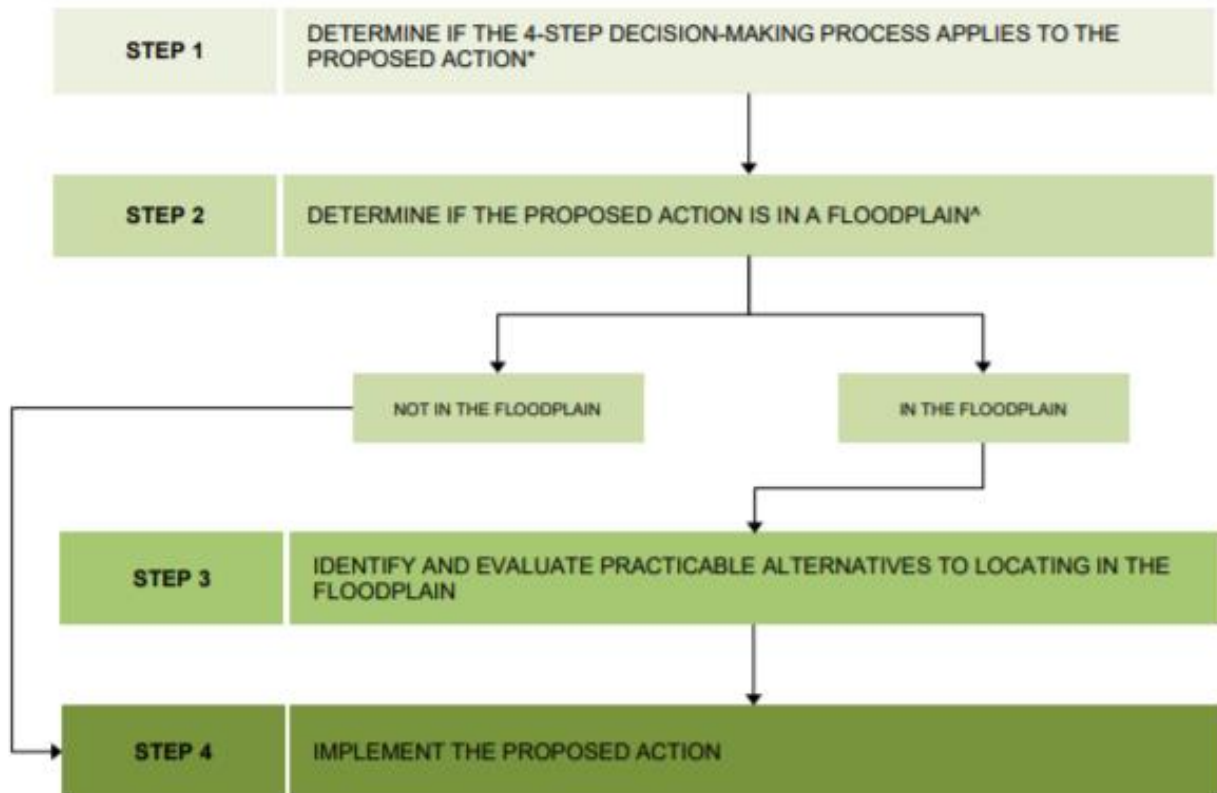 STEP 1
DETERMINE IF THE 4-STEP DECISION-MAKING PROCESS APPLIES TO THE
PROPOSED ACTION*
STEP 2
DETERMINE IF THE PROPOSED ACTION IS IN A FLOODPLAIN^
NOT IN THE FLOODPLAIN
IN THE FLOODPLAIN
STEP 3
IDENTIFY AND EVALUATE PRACTICABLE ALTERNATIVES TO LOCATING IN THE
FLOODPLAIN
STEP 4
IMPLEMENT THE PROPOSED ACTION